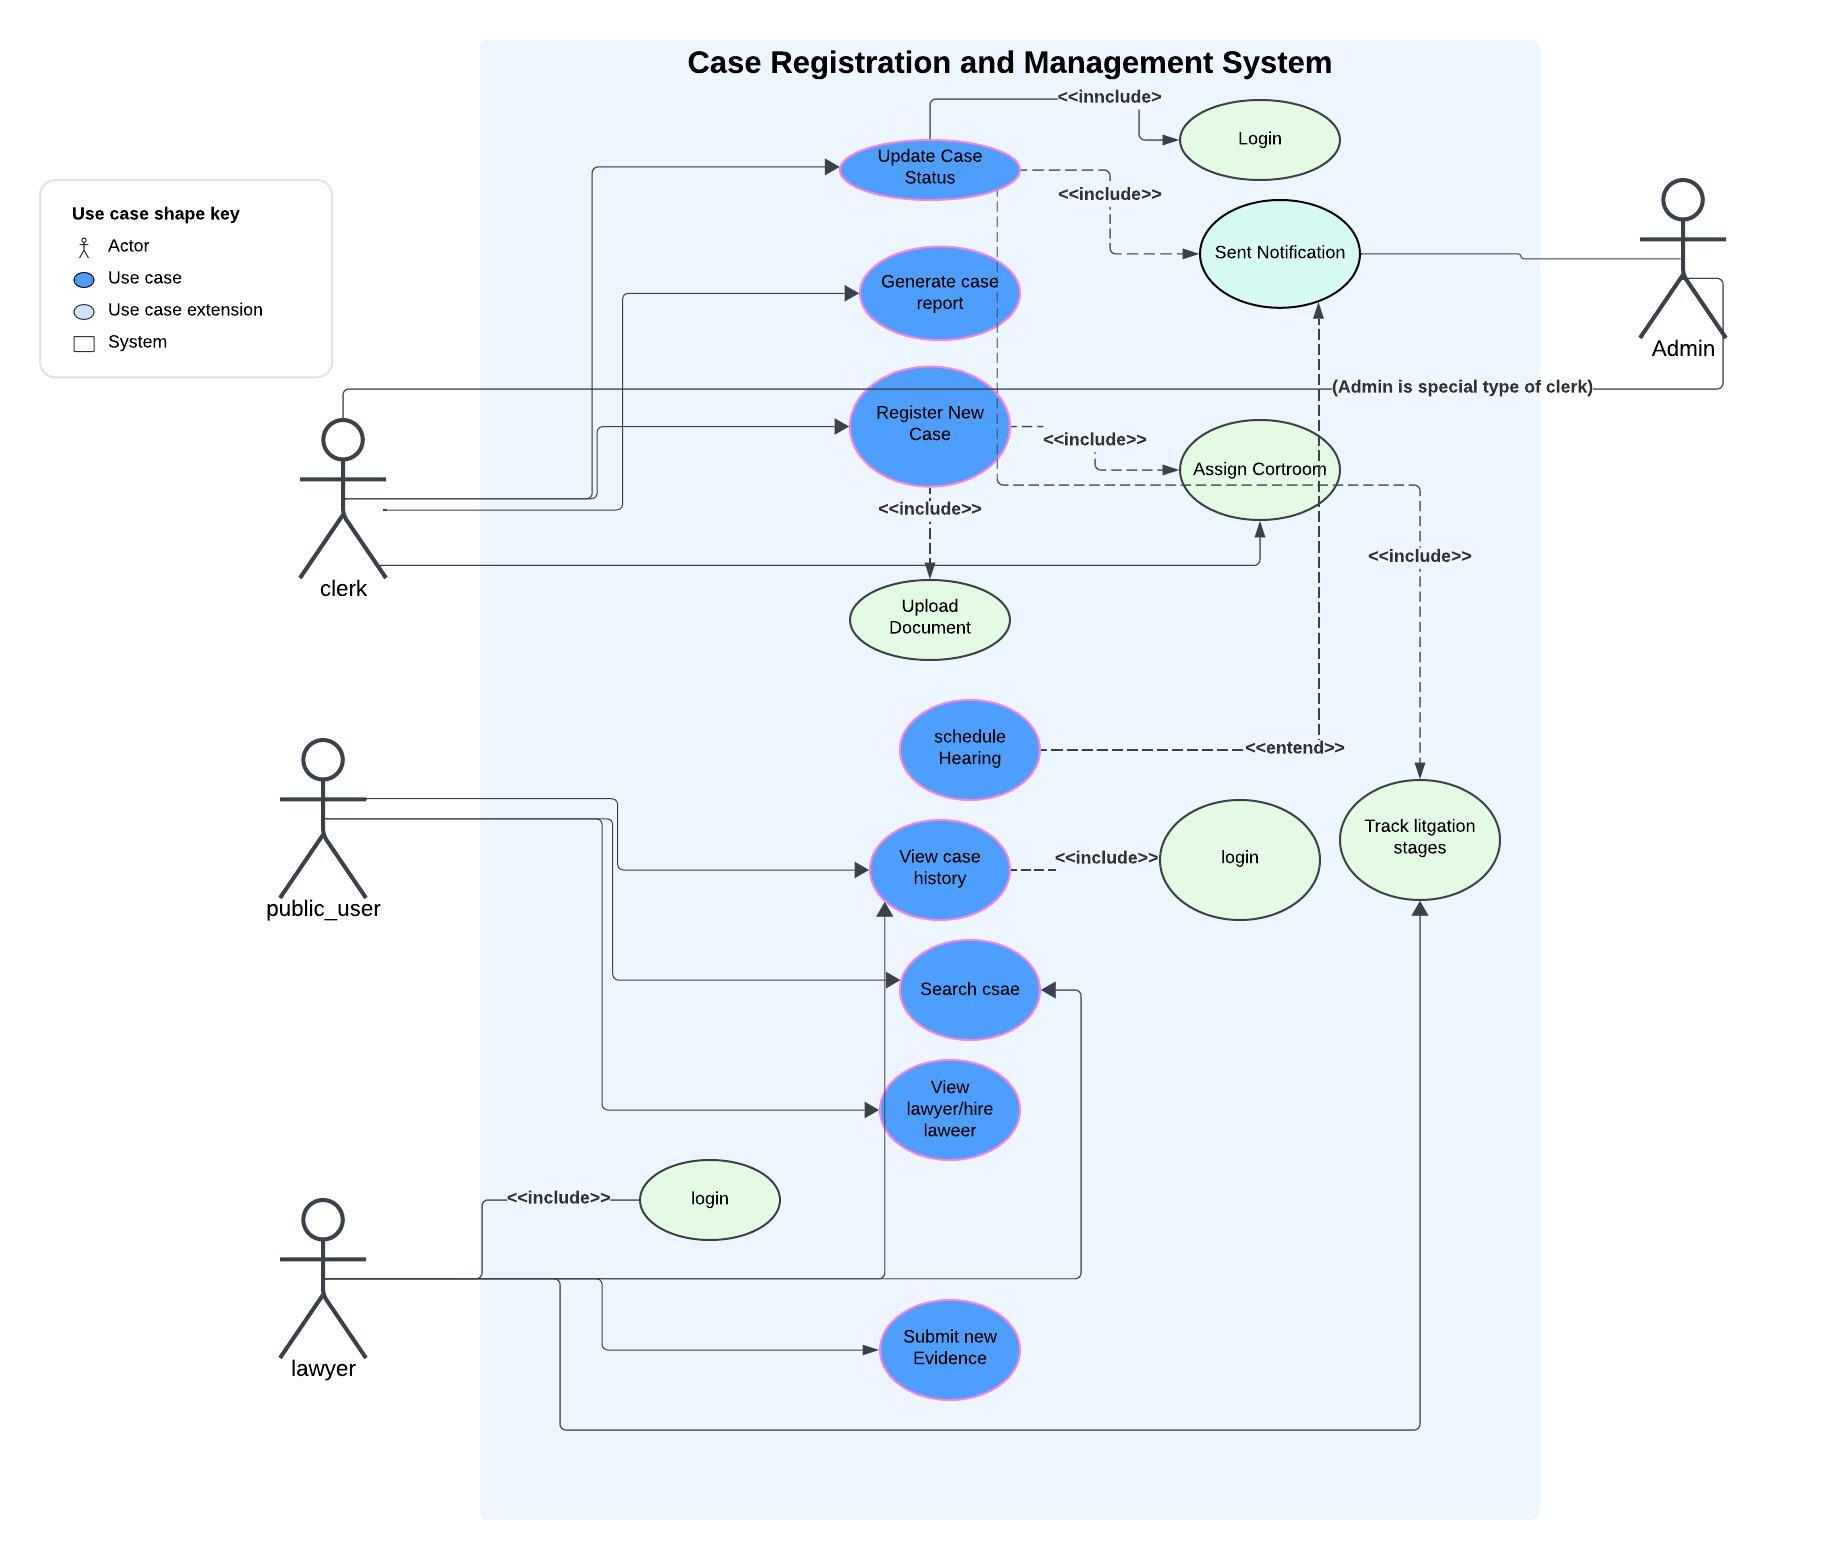 Case Registration and Management System
<<innclude>
Login
Update Case
Status
<<include>>
Use case shape key
Actor
Use case
Use case extension
System
Sent Notification
Generate case
report
Admin
(Admin is special type of clerk)
Register New
Case
<<include>>
Assign Cortroom
<<include>>
<<include>>
clerk
Upload
Document
schedule
Hearing
<<entend>>
Track litgation
stages
View case
history
<<include>>
login
public_user
Search csae
View
lawyer/hire
laweer
<<include>>
login
Submit new
Evidence
lawyer